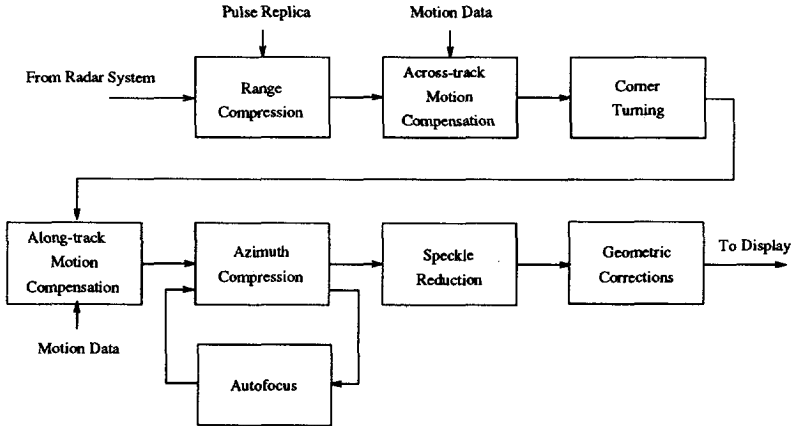 Pulse Replica
Motion Data
From Radar System
Range
Compression
Across-track
Motion
Compensation
Corner
Turning
Along-track
Motion
Compensation
Azimuth
Compression
Speckle
Reduction
Geometric
Corrections
To Display
Motion Data
Autofocus